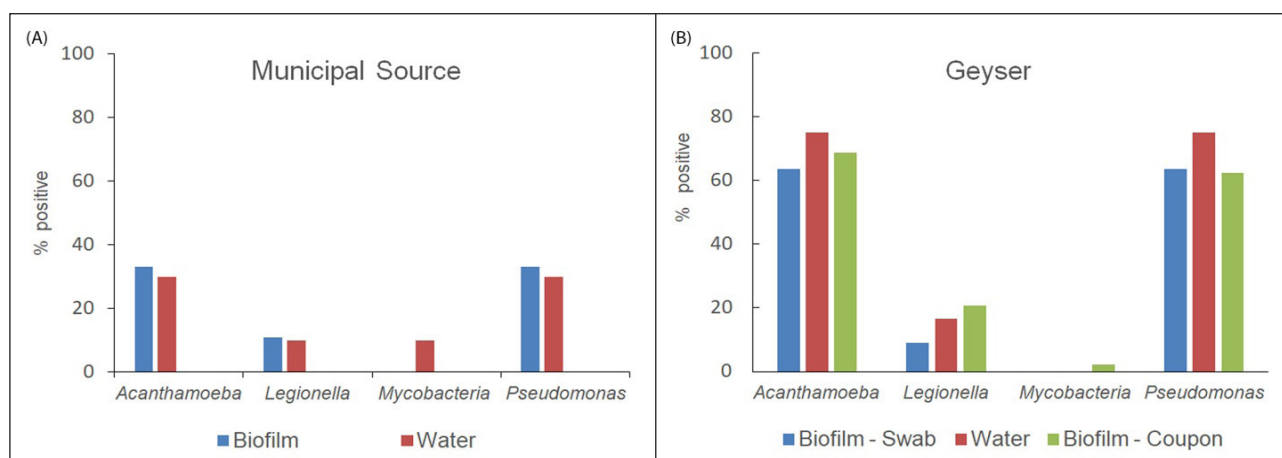 (A)
Municipal Source
% positive
100
80
60
40
20
0
Acanthamoeba Legionella Mycobacteria Pseudomonas
Biofilm Water
(B)
Geyser
% positive
100
80
60
40
20
0
Acanthamoeba Legionella Mycobacteria Pseudomonas
Biofilm - Swab Water Biofilm - Coupon